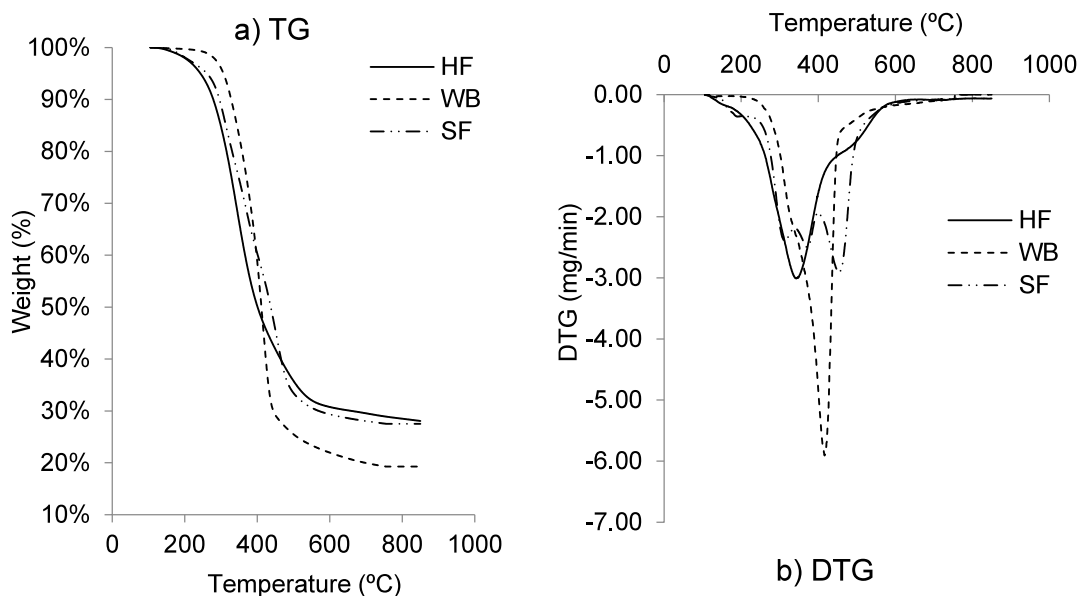 a) TG
100%
90%
80%
70%
60%
50%
40%
30%
20%
10%
Weight (%)
HF
WB
SF
0 200 400 600 800 1000
Temperature (ºC)
Temperature (ºC)
0 200 400 600 800 1000
0.00
-1.00
-2.00
-3.00
-4.00
-5.00
-6.00
-7.00
DTG (mg/min)
HF
WB
SF
b) DTG